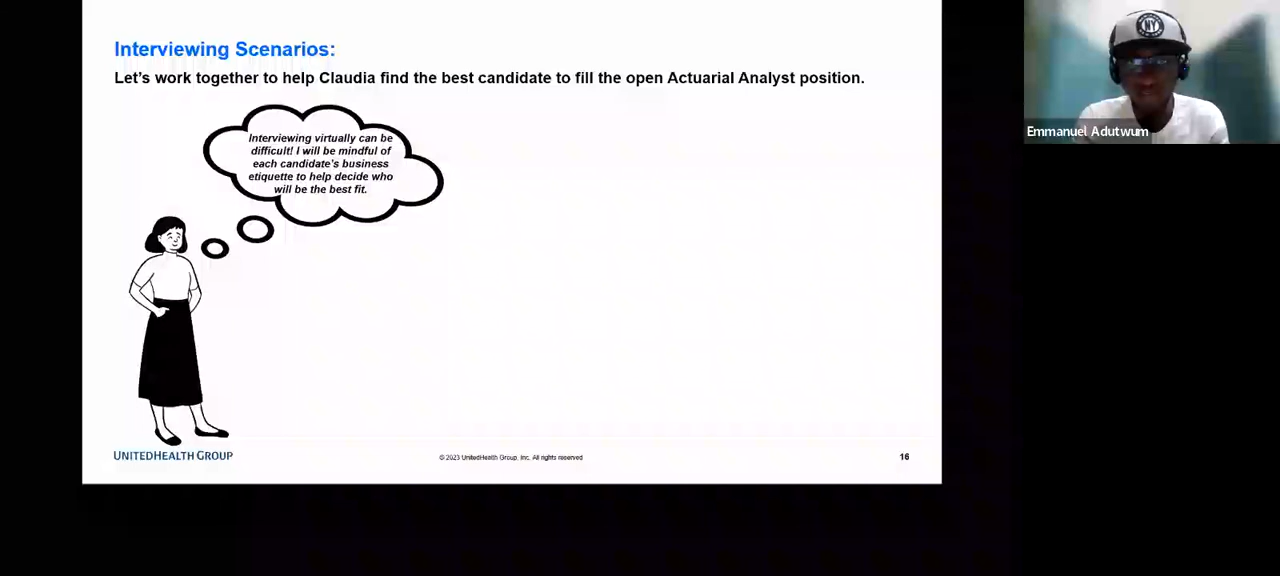 Interviewing Scenarios:
Let's work together to help Claudia find the best candidate to fill the open Actuarial Analyst position.
Interviewing virtually can be
difficult! I will be mindful of
each candidate's business
etiquette to help decide who
will be the best fit.
UNITEDHEALTH GROUP
© 2023 UnitedHealth Group, Inc. All rights reserved
16
NY
Emmanuel Adutwum